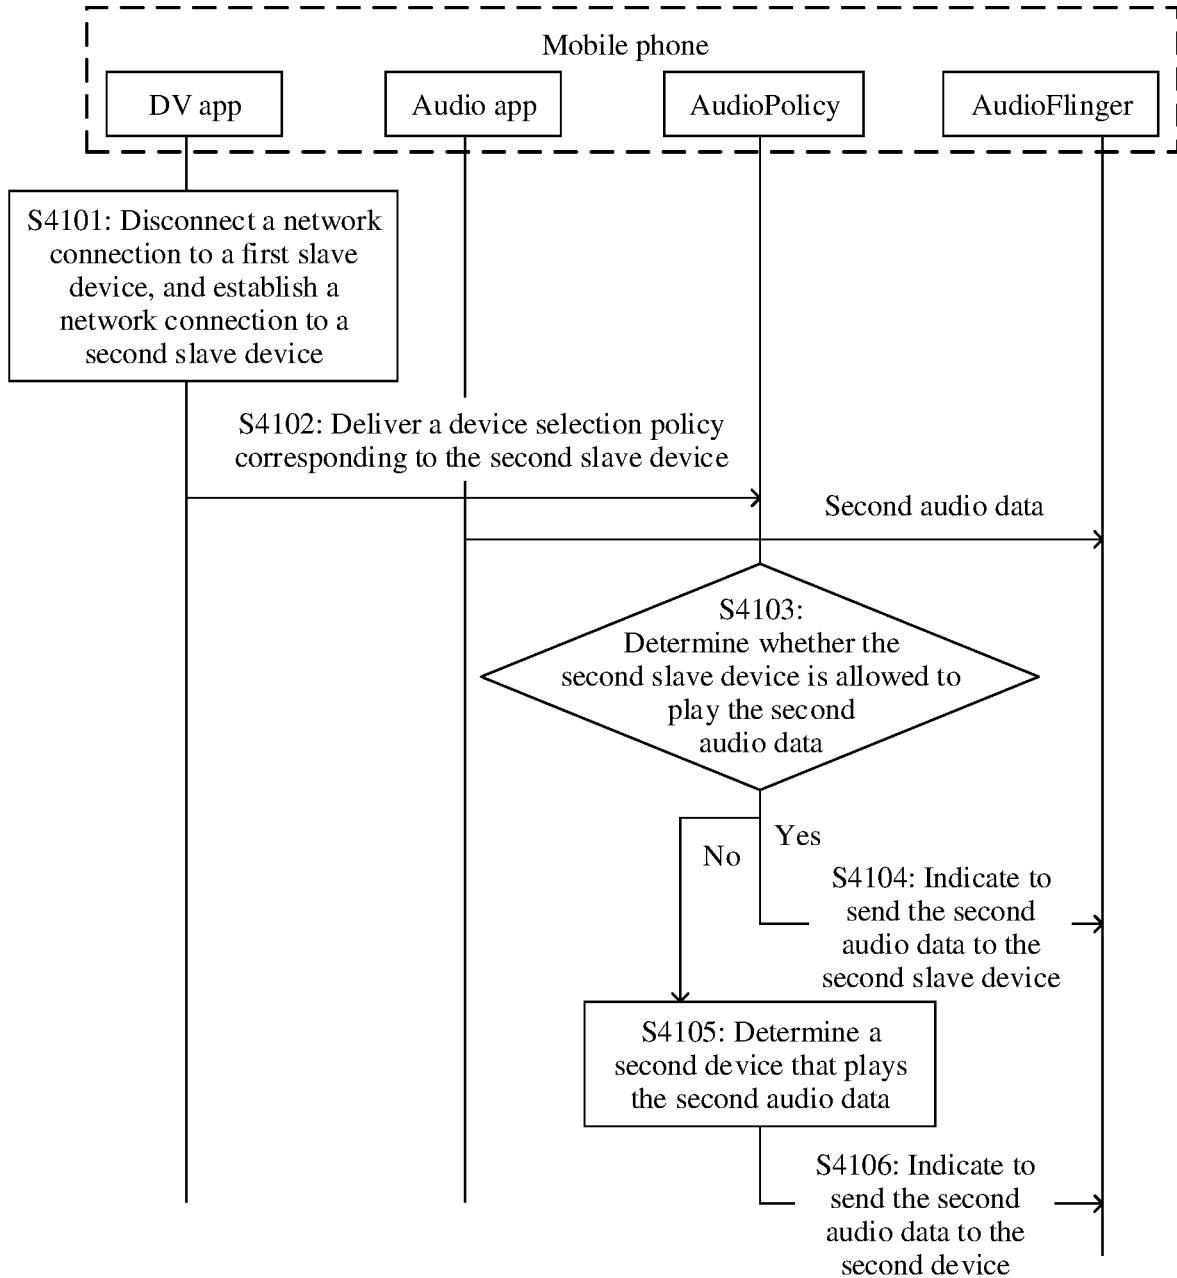 Mobile phone
DV app
Audio app
AudioPolicy
AudioFlinger
S4101: Disconnect a network
connection to a first slave
device, and establish a
network connection to a
second slave device
S4102: Deliver a device selection policy
corresponding to the second slave device
Second audio data
S4103:
Determine whether the
second slave device is allowed to
play the second
audio data
Yes
No
S4104: Indicate to
send the second
audio data to the
second slave device
S4105: Determine a
second device that plays
the second audio data
S4106: Indicate to
send the second
audio data to the
second device